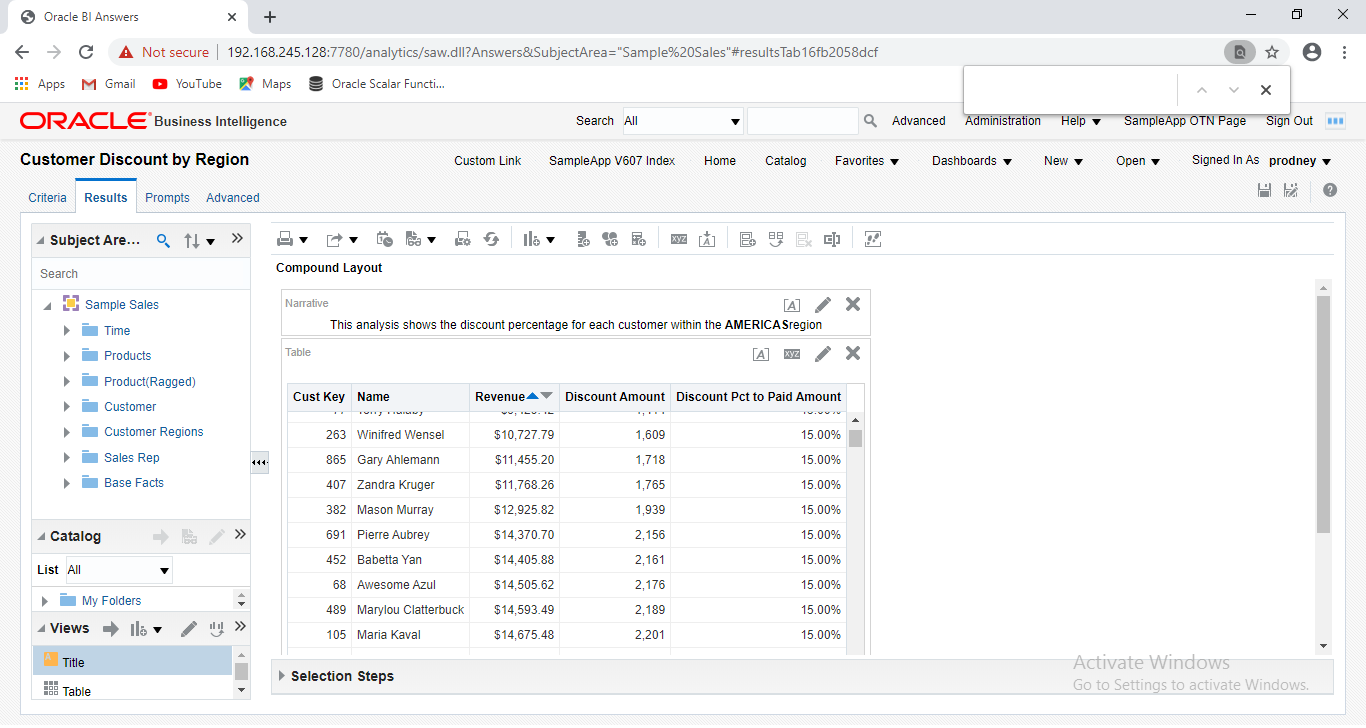 Oracle BI Answers
Not secure 192.168.245.128:7780/analytics/saw.dll?Answers&SubjectArea="Sample%20Sales"#resultsTab16fb2058dcf
Apps Gmail YouTube Maps Oracle Scalar Functi...
ORACLE Business Intelligence
Search All Advanced Administration Help SampleApp OTN Page Sign Out
Customer Discount by Region
Custom Link SampleApp V607 Index Home Catalog Favorites Dashboards New Open Signed In As prodney
Criteria Results Prompts Advanced
Subject Are...
Search
Sample Sales
Time
Products
Product(Ragged)
Customer
Customer Regions
Sales Rep
Base Facts
Catalog
List All
My Folders
Views
Title
Table
Compound Layout
Narrative
This analysis shows the discount percentage for each customer within the AMERICASregion
Table
Cust Key Name Revenue Discount Amount Discount Pct to Paid Amount
263 Winifred Wensel $10,727.79 1,609 15.00%
865 Gary Ahlemann $11,455.20 1,718 15.00%
407 Zandra Kruger $11,768.26 1,765 15.00%
382 Mason Murray $12,925.82 1,939 15.00%
691 Pierre Aubrey $14,370.70 2,156 15.00%
452 Babetta Yan $14,405.88 2,161 15.00%
68 Awesome Azul $14,505.62 2,176 15.00%
489 Marylou Clatterbuck $14,593.49 2,189 15.00%
105 Maria Kaval $14,675.48 2,201 15.00%
Selection Steps
Activate Windows
Go to Settings to activate Windows.